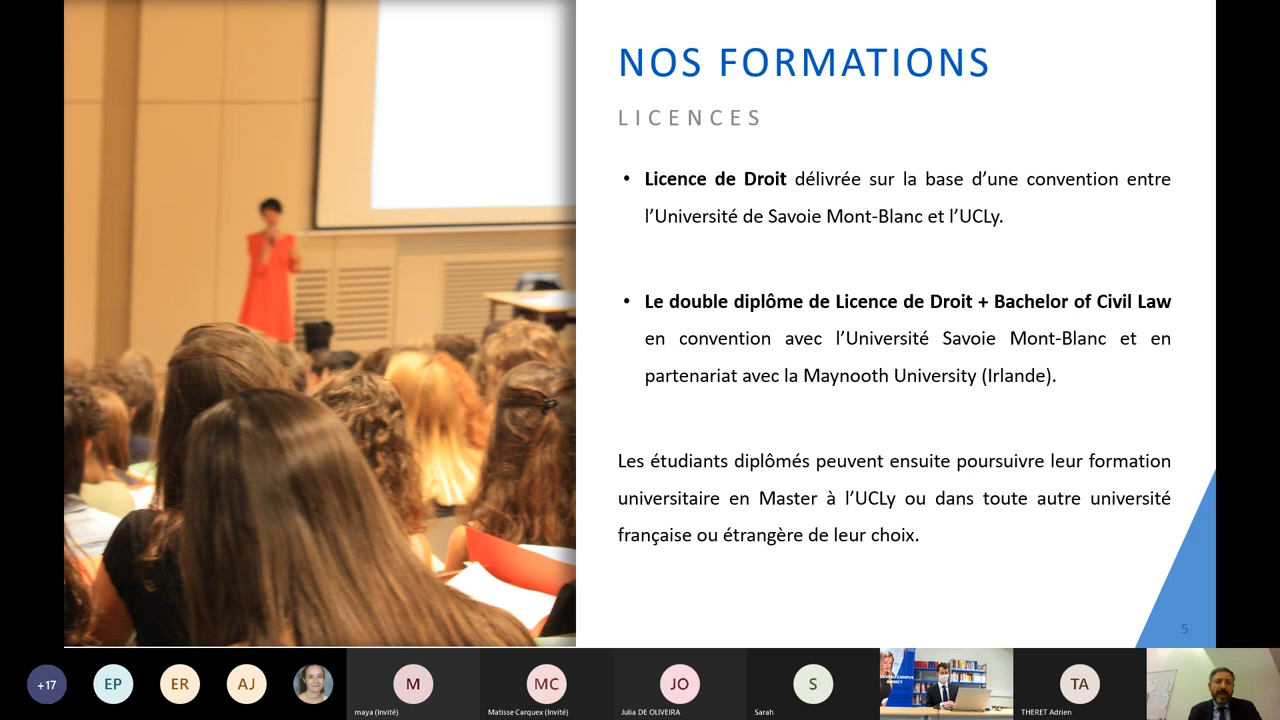 NOS FORMATIONS
LICENCES
• Licence de Droit délivrée sur la base d’une convention entre
l’Université de Savoie Mont-Blanc et l’UCLy.
• Le double diplôme de Licence de Droit + Bachelor of Civil Law
en convention avec l’Université Savoie Mont-Blanc et en
partenariat avec la Maynooth University (Irlande).
Les étudiants diplômés peuvent ensuite poursuivre leur formation
universitaire en Master à l’UCLy ou dans toute autre université
française ou étrangère de leur choix.
5
+17
EP
ER
AJ
M
maya (Invité)
MC
Matisse Carquex (Invité)
JO
Julia DE OLIVEIRA
S
Sarah
TA
THERET Adrien